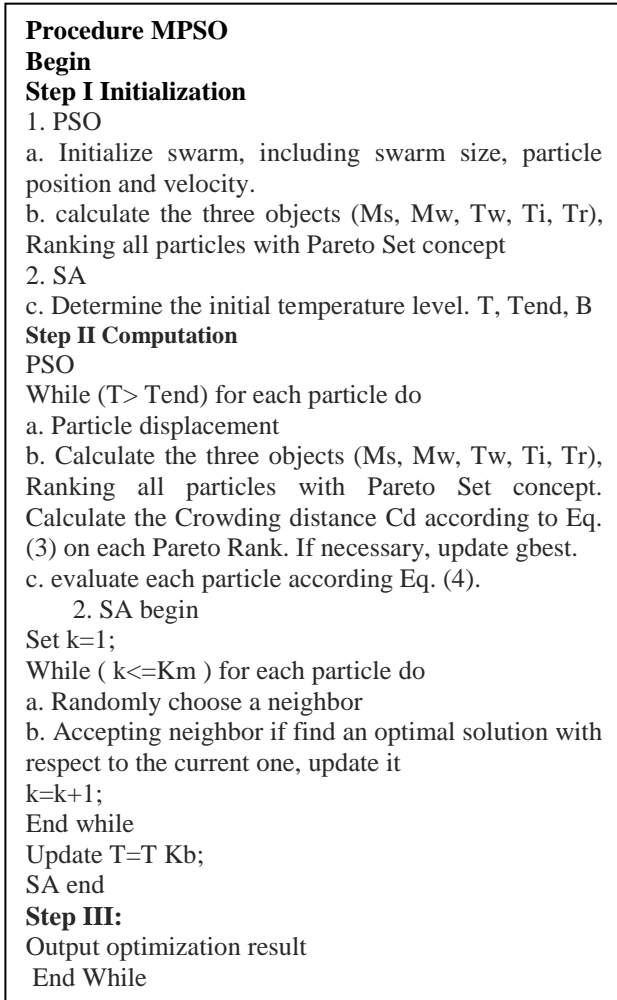 Procedure MPSO
Begin
Step I Initialization
1. PSO
a. Initialize swarm, including swarm size, particle
position and velocity.
b. calculate the three objects (Ms, Mw, Tw, Ti, Tr),
Ranking all particles with Pareto Set concept
2. SA
c. Determine the initial temperature level. T, Tend, B
Step II Computation
PSO
While (T> Tend) for each particle do
a. Particle displacement
b. Calculate the three objects (Ms, Mw, Tw, Ti, Tr),
Ranking all particles with Pareto Set concept.
Calculate the Crowding distance Cd according to Eq.
(3) on each Pareto Rank. If necessary, update gbest.
c. evaluate each particle according Eq. (4).
2. SA begin
Set k=1;
While ( k<=Km ) for each particle do
a. Randomly choose a neighbor
b. Accepting neighbor if find an optimal solution with
respect to the current one, update it
k=k+1;
End while
Update T=T Kb;
SA end
Step III:
Output optimization result
End While